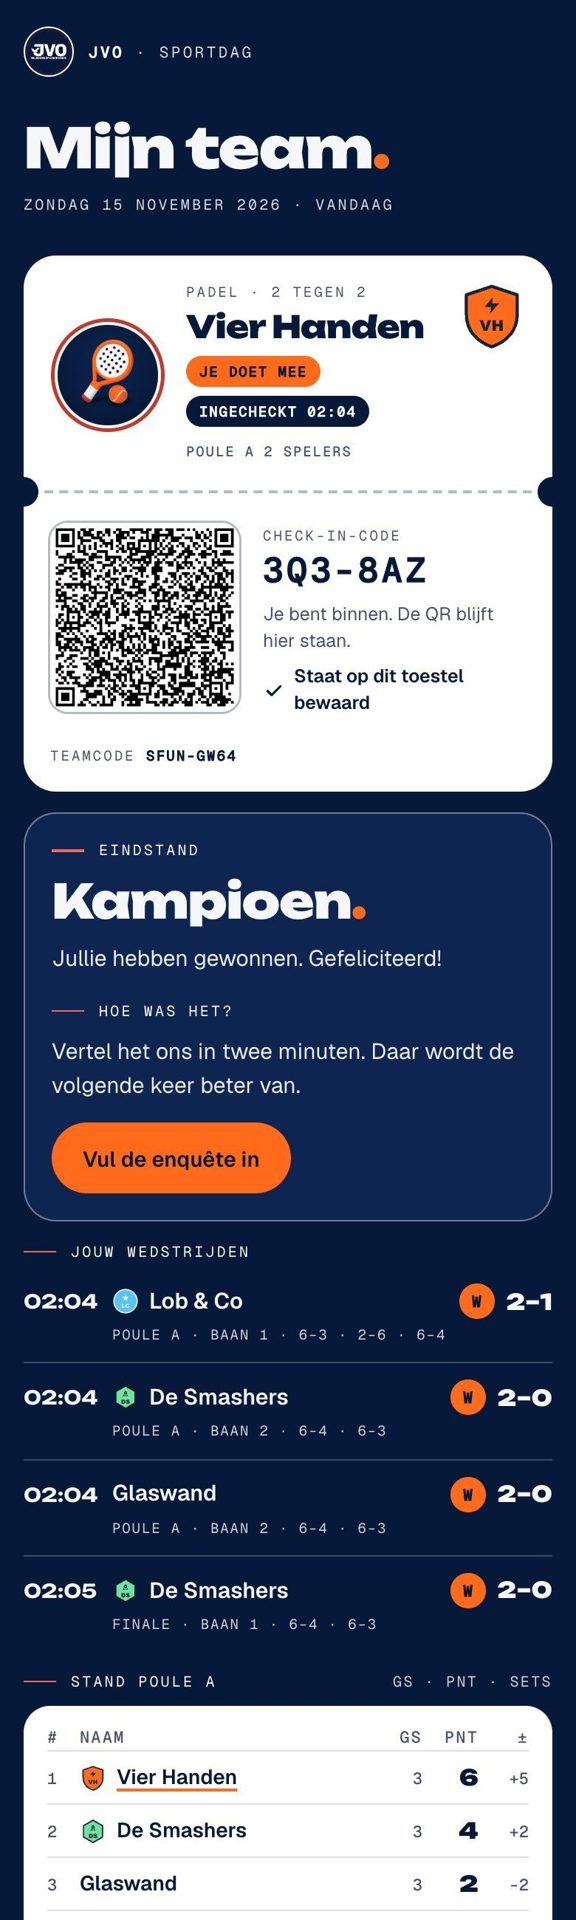 JVO
JVO · SPORTDAG
Mijn team.
ZONDAG 15 NOVEMBER 2026 · VANDAAG
PADEL · 2 TEGEN 2
Vier Handen
VH
JE DOET MEE
INGECHECKT 02:04
POULE A 2 SPELERS
CHECK-IN-CODE
3Q3-8AZ
Je bent binnen. De QR blijft
hier staan.
Staat op dit toestel
bewaard
TEAMCODE SFUN-GW64
EINDSTAND
Kampioen.
Jullie hebben gewonnen. Gefeliciteerd!
HOE WAS HET?
Vertel het ons in twee minuten. Daar wordt de
volgende keer beter van.
Vul de enquête in
JOUW WEDSTRIJDEN
02:04 LC Lob & Co W 2-1
POULE A · BAAN 1 · 6-3 · 2-6 · 6-4
02:04 DS De Smashers W 2-0
POULE A · BAAN 2 · 6-4 · 6-3
02:04 Glaswand W 2-0
POULE A · BAAN 2 · 6-4 · 6-3
02:05 DS De Smashers W 2-0
FINALE · BAAN 1 · 6-4 · 6-3
STAND POULE A GS · PNT · SETS
# NAAM GS PNT ±
1 VH Vier Handen 3 6 +5
2 DS De Smashers 3 4 +2
3 Glaswand 3 2 -2